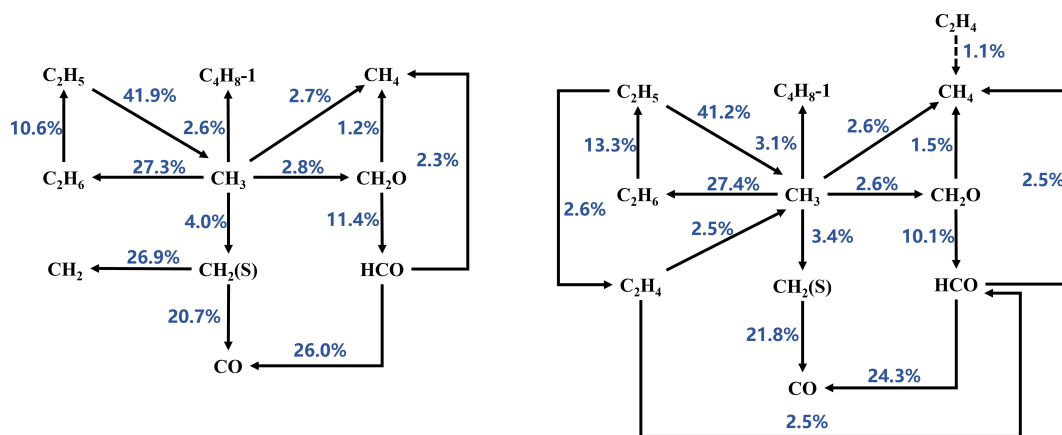 C₂H₅
C₄H₈-1
CH₄
41.9%
2.7%
10.6%
2.6%
1.2%
2.3%
27.3%
2.8%
C₂H₆
CH₃
CH₂O
4.0%
11.4%
CH₂
26.9%
CH₂(S)
HCO
20.7%
26.0%
CO
C₂H₄
1.1%
C₂H₅
C₄H₈-1
CH₄
41.2%
2.6%
13.3%
3.1%
1.5%
2.5%
27.4%
2.6%
C₂H₆
CH₃
CH₂O
2.6%
2.5%
3.4%
10.1%
C₂H₄
CH₂(S)
HCO
21.8%
24.3%
CO
2.5%